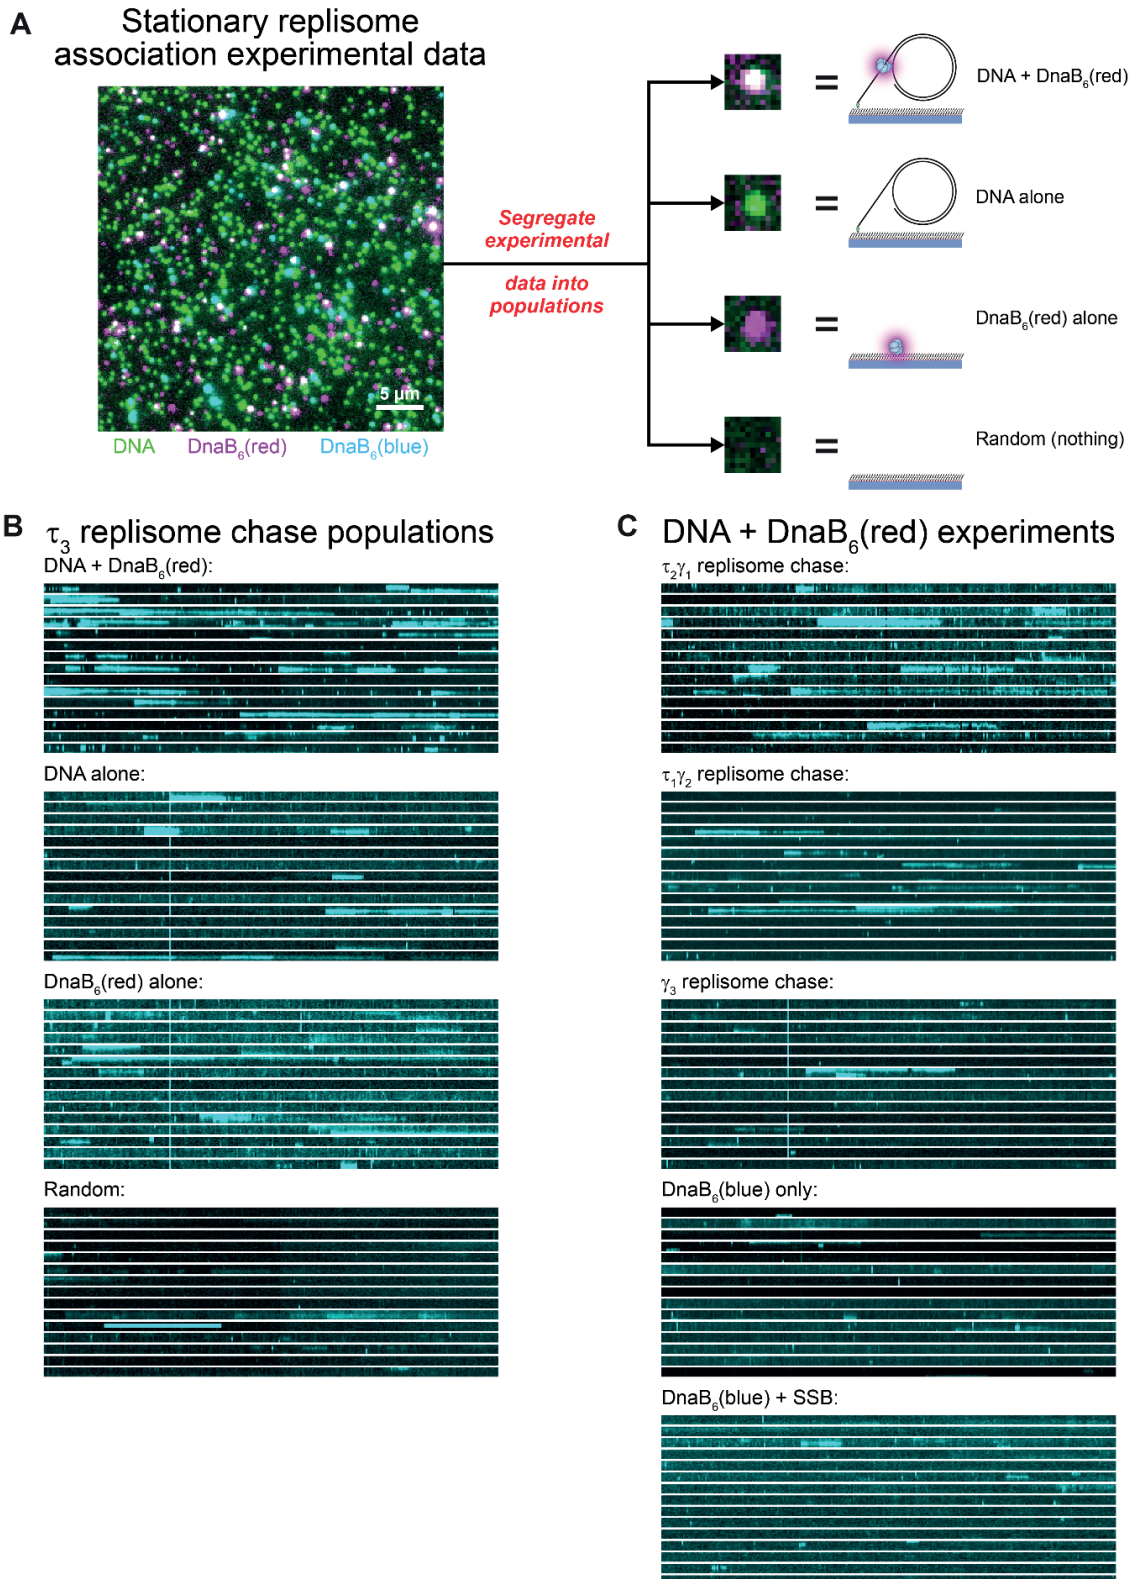 A
Stationary replisome
association experimental data
5 µm
DNA DnaB₆(red) DnaB₆(blue)
Segregate
experimental
data into
populations
= DNA + DnaB₆(red)
= DNA alone
= DnaB₆(red) alone
= Random (nothing)
B τ₃ replisome chase populations
DNA + DnaB₆(red):
DNA alone:
DnaB₆(red) alone:
Random:
C DNA + DnaB₆(red) experiments
τ₂γ₁ replisome chase:
τ₁γ₂ replisome chase:
γ₃ replisome chase:
DnaB₆(blue) only:
DnaB₆(blue) + SSB: